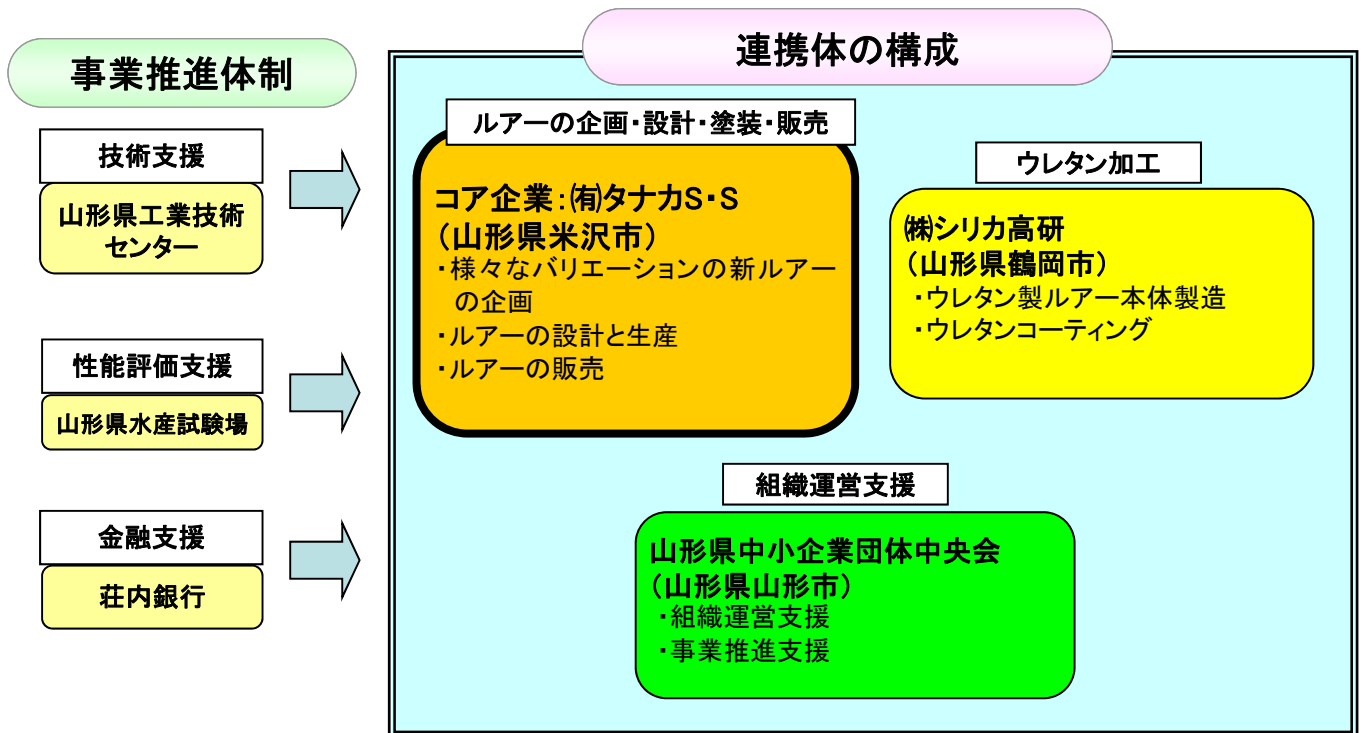 事業推進体制
技術支援
山形県工業技術
センター
性能評価支援
山形県水産試験場
金融支援
荘内銀行
連携体の構成
ルアーの企画・設計・塗装・販売
コア企業:㈲タナカS・S
(山形県米沢市)
・様々なバリエーションの新ルアー
の企画
・ルアーの設計と生産
・ルアーの販売
ウレタン加工
㈱シリカ高研
(山形県鶴岡市)
・ウレタン製ルアー本体製造
・ウレタンコーティング
組織運営支援
山形県中小企業団体中央会
(山形県山形市)
・組織運営支援
・事業推進支援